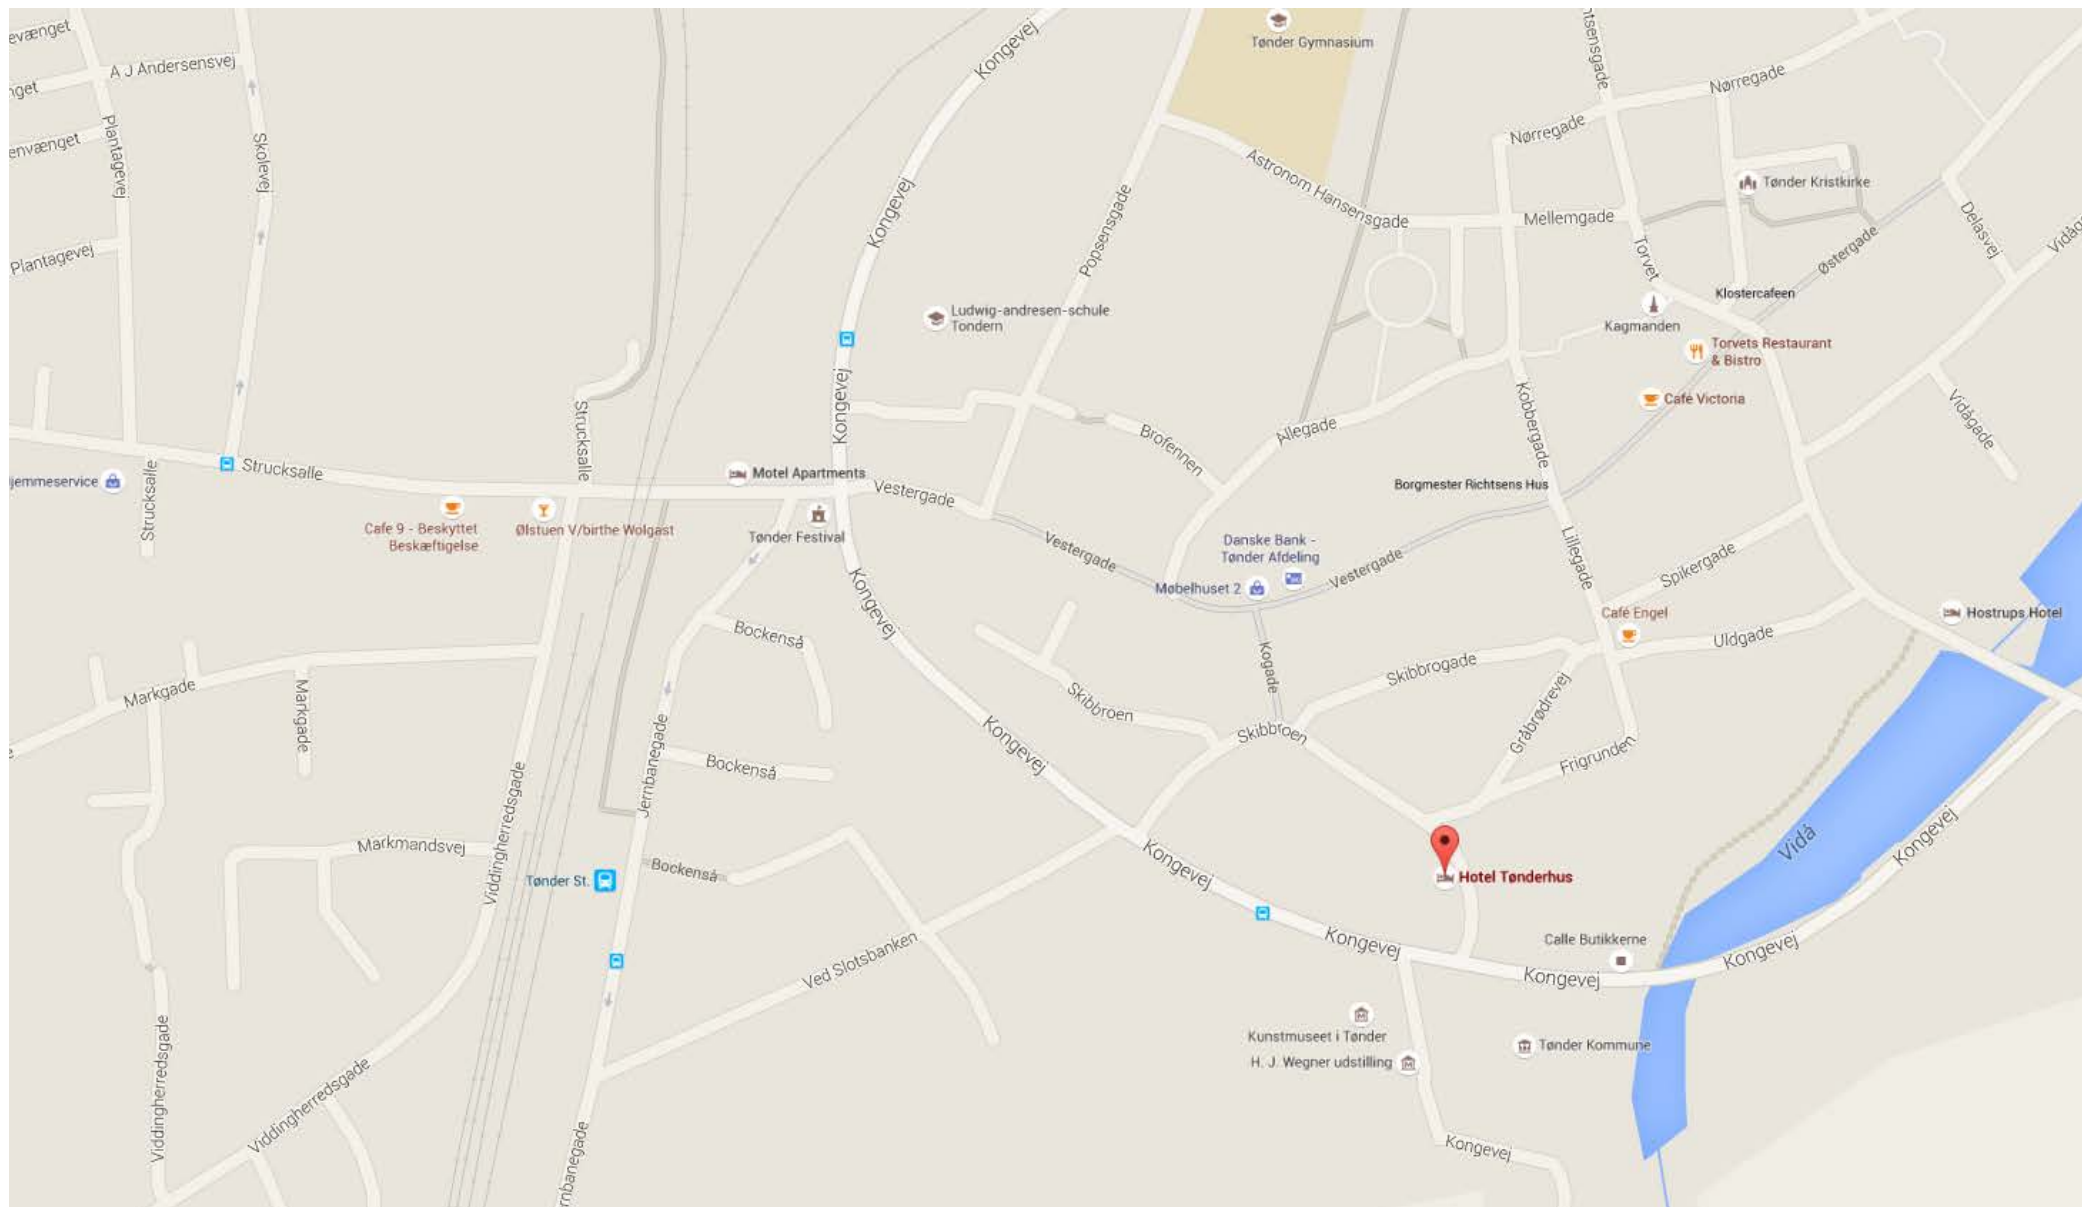 evænget
A J Andersensvej
nget
Plantagevej
envænget
Skolevej
Plantagevej
Kongevej
Tønder Gymnasium
tsensgade
Nørregade
Nørregade
Astronom Hansensgade
Tønder Kristkirke
Mellemgade
Delasvej
Vidåg
Kongevej
Popsensgade
Torvet
Østergade
Klostercafeen
Ludwig-andresen-schule
Tondern
Kagmanden
Torvets Restaurant
& Bistro
Café Victoria
Vidågade
Kongevej
Strucksalle
Brofennen
Allegade
Kobbergade
Strucksalle
Strucksalle
jemmeservice
Motel Apartments
Vestergade
Borgmester Richtsens Hus
Cafe 9 - Beskyttet
Beskæftigelse
Ølstuen V/birthe Wolgast
Tønder Festival
Vestergade
Danske Bank -
Tønder Afdeling
Møbelhuset 2
Vestergade
Lillegade
Spikergade
Café Engel
Hostrups Hotel
Kongevej
Bockenså
Uldgade
Kogade
Skibbrogade
Markgade
Markgade
Skibbroen
Gråbrødrevej
Kongevej
Skibbroen
Frigrunden
Jernbanegade
Bockenså
Viddingherredsgade
Markmandsvej
Tønder St.
Bockenså
Kongevej
Hotel Tønderhus
Vidå
Kongevej
Ved Slotsbanken
Kongevej
Calle Butikkerne
Kongevej
Kongevej
Kunstmuseet i Tønder
H. J. Wegner udstilling
Tønder Kommune
Viddingherredsgade
Viddingherredsgade
rnbanegade
Kongevej